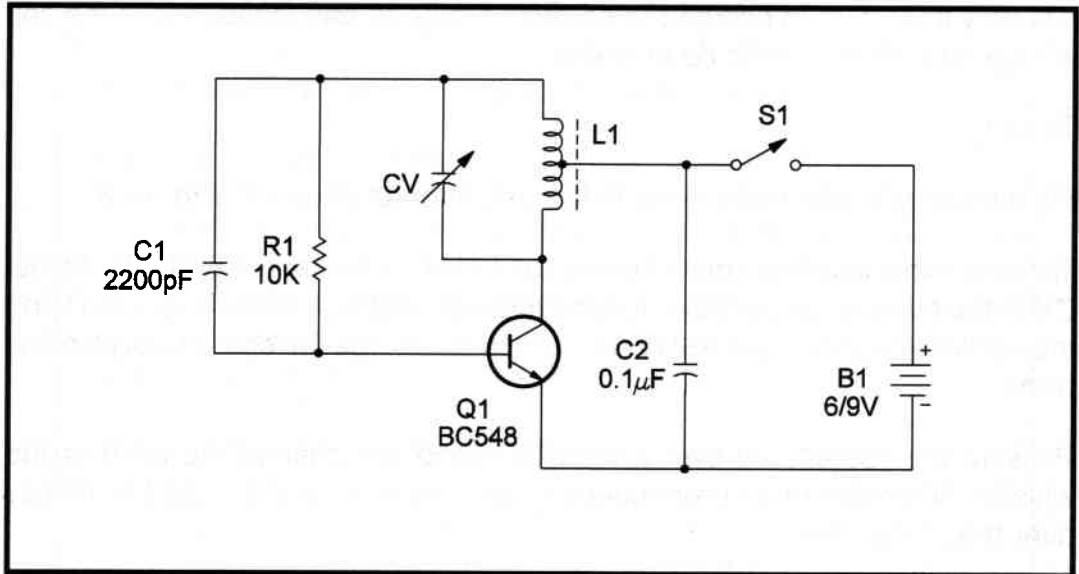 S1
L1
CV
C1
2200pF
R1
10K
C2
0.1μF
B1
6/9V
+
−
Q1
BC548